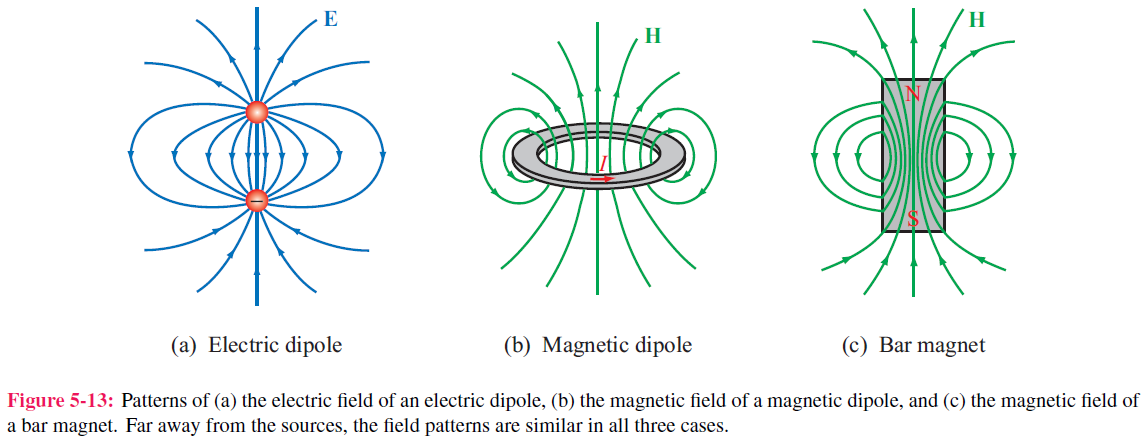 E
−
(a) Electric dipole
H
I
(b) Magnetic dipole
H
N
S
(c) Bar magnet
Figure 5-13: Patterns of (a) the electric field of an electric dipole, (b) the magnetic field of a magnetic dipole, and (c) the magnetic field of
a bar magnet. Far away from the sources, the field patterns are similar in all three cases.